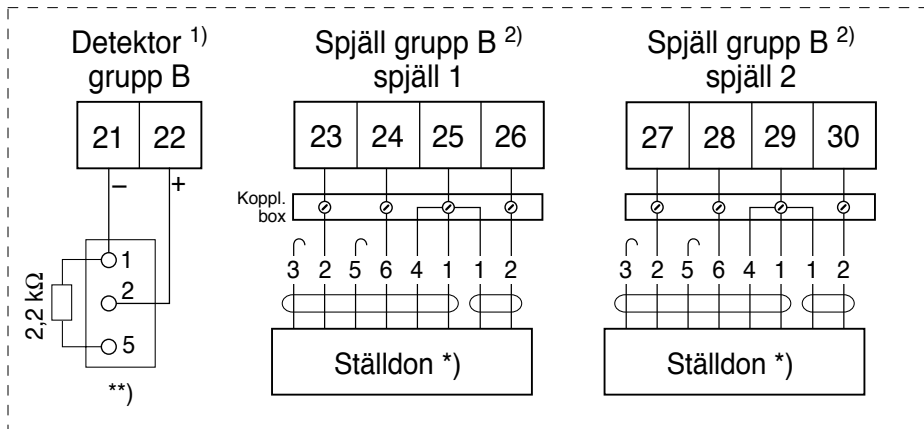 Detektor 1)
grupp B
21 22
– +
1
2
5
2,2 kΩ
**)
Spjäll grupp B 2)
spjäll 1
23 24 25 26
Koppl.
box
3 2 5 6 4 1 1 2
Ställdon *)
Spjäll grupp B 2)
spjäll 2
27 28 29 30
3 2 5 6 4 1 1 2
Ställdon *)